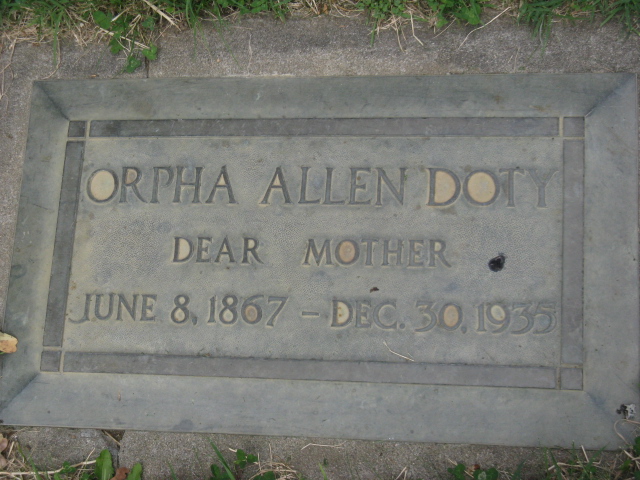 ORPHA ALLEN DOTY
DEAR MOTHER
JUNE 8, 1867 - DEC. 30, 1935